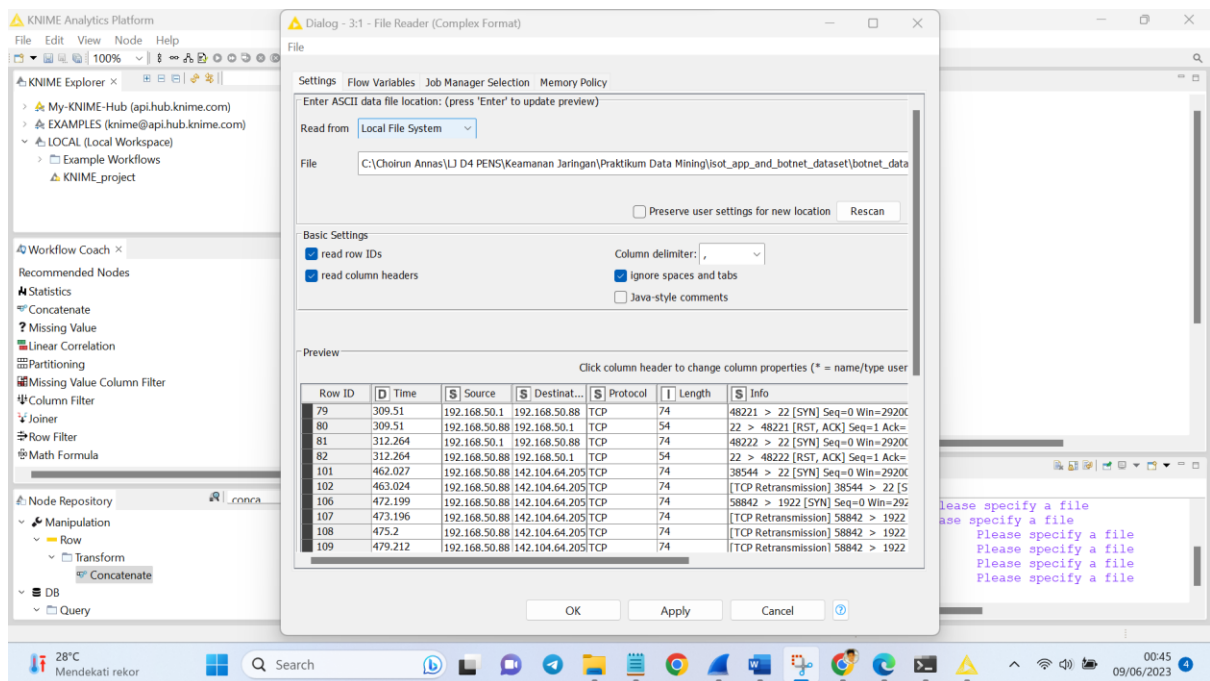 KNIME Analytics Platform
File Edit View Node Help
100%
KNIME Explorer
My-KNIME-Hub (api.hub.knime.com)
EXAMPLES (knime@api.hub.knime.com)
LOCAL (Local Workspace)
Example Workflows
KNIME_project
Workflow Coach
Recommended Nodes
Statistics
Concatenate
? Missing Value
Linear Correlation
Partitioning
Missing Value Column Filter
Column Filter
Joiner
Row Filter
Math Formula
Node Repository
conca
Manipulation
Row
Transform
Concatenate
DB
Query
Dialog - 3:1 - File Reader (Complex Format)
File
Settings Flow Variables Job Manager Selection Memory Policy
Enter ASCII data file location: (press 'Enter' to update preview)
Read from Local File System
File C:\Choirun Annas\LJ D4 PENS\Keamanan Jaringan\Praktikum Data Mining\isot_app_and_botnet_dataset\botnet_data
Preserve user settings for new location Rescan
Basic Settings
read row IDs Column delimiter: ,
read column headers ignore spaces and tabs
Java-style comments
Preview
Click column header to change column properties (* = name/type user
Row ID D Time S Source S Destinat... S Protocol I Length S Info
79 309.51 192.168.50.1 192.168.50.88 TCP 74 48221 > 22 [SYN] Seq=0 Win=2920
80 309.51 192.168.50.88 192.168.50.1 TCP 54 22 > 48221 [RST, ACK] Seq=1 Ack=
81 312.264 192.168.50.1 192.168.50.88 TCP 74 48222 > 22 [SYN] Seq=0 Win=2920
82 312.264 192.168.50.88 192.168.50.1 TCP 54 22 > 48222 [RST, ACK] Seq=1 Ack=
101 462.027 192.168.50.88 142.104.64.205 TCP 74 38544 > 22 [SYN] Seq=0 Win=2920
102 463.024 192.168.50.88 142.104.64.205 TCP 74 [TCP Retransmission] 38544 > 22 [S
106 472.199 192.168.50.88 142.104.64.205 TCP 74 58842 > 1922 [SYN] Seq=0 Win=292
107 473.196 192.168.50.88 142.104.64.205 TCP 74 [TCP Retransmission] 58842 > 1922
108 475.2 192.168.50.88 142.104.64.205 TCP 74 [TCP Retransmission] 58842 > 1922
109 479.212 192.168.50.88 142.104.64.205 TCP 74 [TCP Retransmission] 58842 > 1922
OK Apply Cancel ?
lease specify a file
ase specify a file
Please specify a file
Please specify a file
Please specify a file
Please specify a file
28°C
Mendekati rekor
Search
00:45
09/06/2023
4